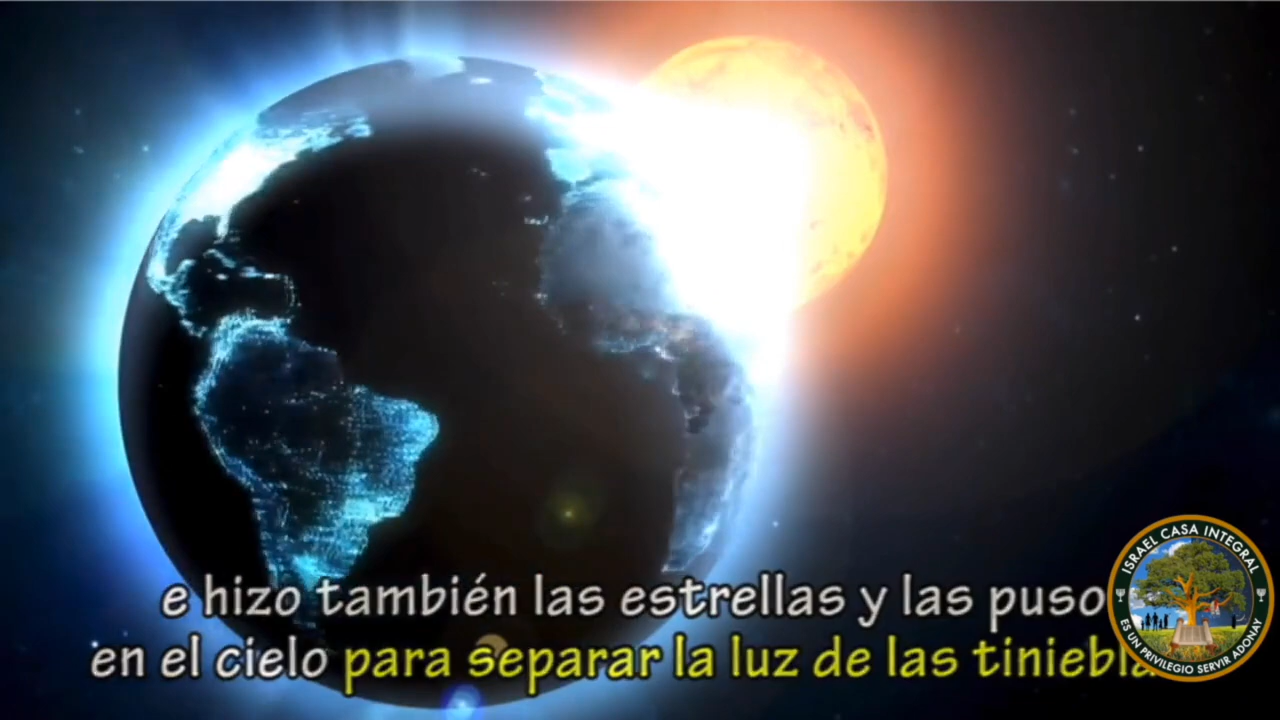 e hizo también las estrellas y las puso
en el cielo para separar la luz de las tiniebla
ISRAEL CASA INTEGRAL
ES UN PRIVILEGIO SERVIR ADONAY